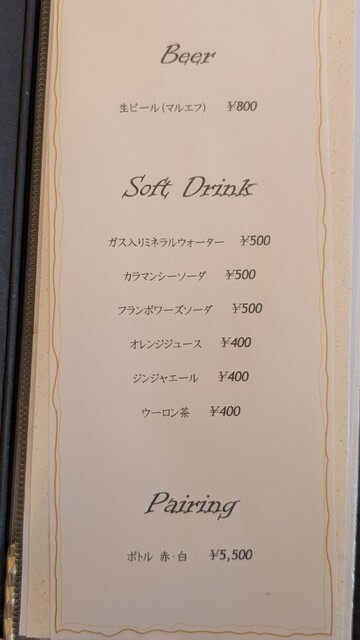 Beer
生ビール(マルエフ) ¥800
Soft Drink
ガス入りミネラルウォーター ¥500
カラマンシーソーダ ¥500
フランボワーズソーダ ¥500
オレンジジュース ¥400
ジンジャエール ¥400
ウーロン茶 ¥400
Pairing
ボトル 赤・白 ¥5,500